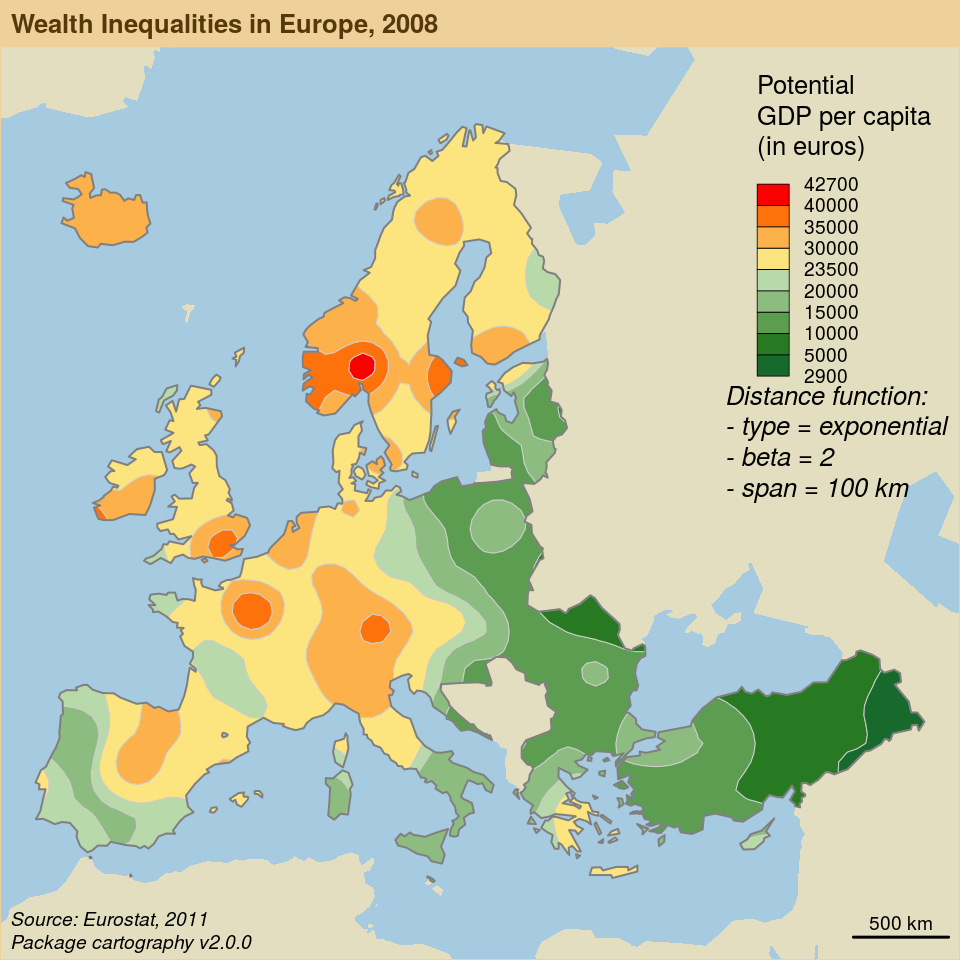 Wealth Inequalities in Europe, 2008
Potential
GDP per capita
(in euros)
42700
40000
35000
30000
23500
20000
15000
10000
5000
2900
Distance function:
- type = exponential
- beta = 2
- span = 100 km
Source: Eurostat, 2011
Package cartography v2.0.0
500 km